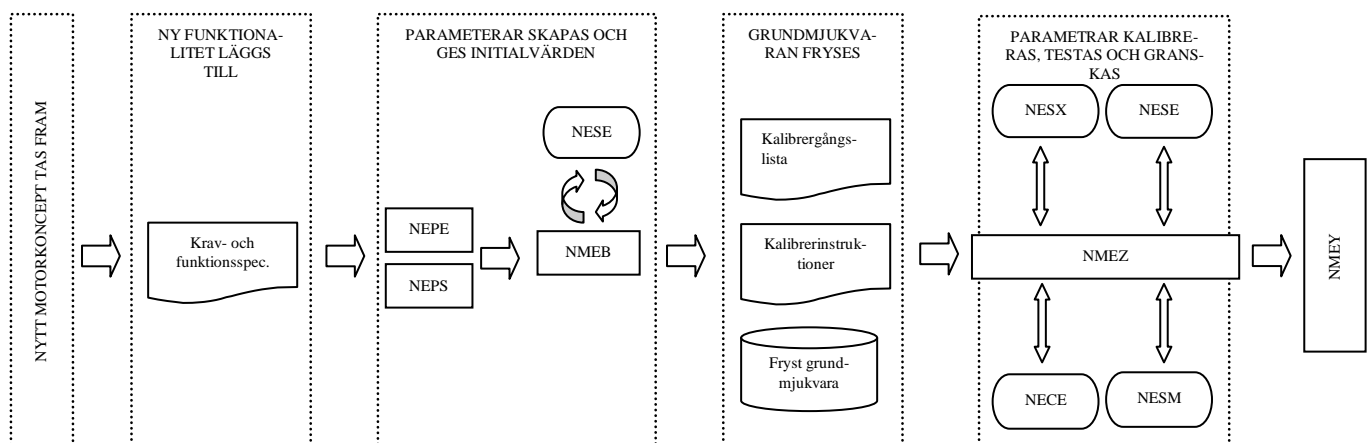 NYTT MOTORKONCEPT TAS FRAM
NY FUNKTIONA-
LITET LÄGGS
TILL
Krav- och
funktionsspec.
PARAMETERAR SKAPAS OCH
GES INITIALVÄRDEN
NESE
NEPE
NEPS
NMEB
GRUNDMJUKVA-
RAN FRYSES
Kalibrergångs-
lista
Kalibrerinstruk-
tioner
Fryst grund-
mjukvara
PARAMETRAR KALIBRE-
RAS, TESTAS OCH GRANS-
KAS
NESX
NESE
NMEZ
NECE
NESM
NMEY